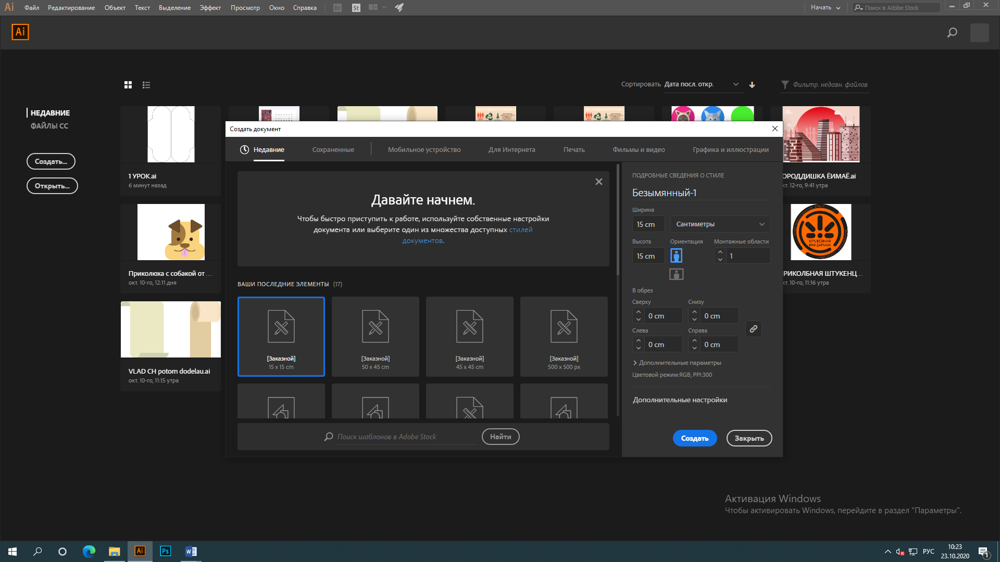 Ai Файл Редактирование Объект Текст Выделение Эффект Просмотр Окно Справка Br St Начать Поиск в Adobe Stock
Ai
Сортировать Дата посл. откр. Фильтр. недавн. файлов
НЕДАВНИЕ
ФАЙЛЫ CC
Создать...
Открыть...
1 УРОК.ai
6 минут назад
Приколюха с собакой от ...
окт. 10-го, 12:11 дня
VLAD CH potom dodelau.ai
окт. 10-го, 11:15 утра
ОРОДДИШКА ЁИМАЁ.ai
кт. 12-го, 9:41 утра
ОРУЖЕЙНАЯ
МАНДАРИНА
РИКОЛБНАЯ ШТУКЕНЦ...
кт. 10-го, 11:16 утра
Создать документ
Недавние Сохраненные Мобильное устройство Для Интернета Печать Фильмы и видео Графика и иллюстрации
Давайте начнем.
Чтобы быстро приступить к работе, используйте собственные настройки
документа или выберите один из множества доступных стилей
документов.
ВАШИ ПОСЛЕДНИЕ ЭЛЕМЕНТЫ (17)
[Заказной]
15 x 15 cm
[Заказной]
50 x 45 cm
[Заказной]
45 x 45 cm
[Заказной]
500 x 500 px
Поиск шаблонов в Adobe Stock Найти
ПОДРОБНЫЕ СВЕДЕНИЯ О СТИЛЕ
Безымянный-1
Ширина
15 cm Сантиметры
Высота Ориентация Монтажные области
15 cm 1
В обрез
Сверху Снизу
0 cm 0 cm
Слева Справа
0 cm 0 cm
Дополнительные параметры
Цветовой режим:RGB, PPI:300
Дополнительные настройки
Создать Закрыть
Активация Windows
Чтобы активировать Windows, перейдите в раздел "Параметры".
Ai Ps W РУС 10:23
23.10.2020 1